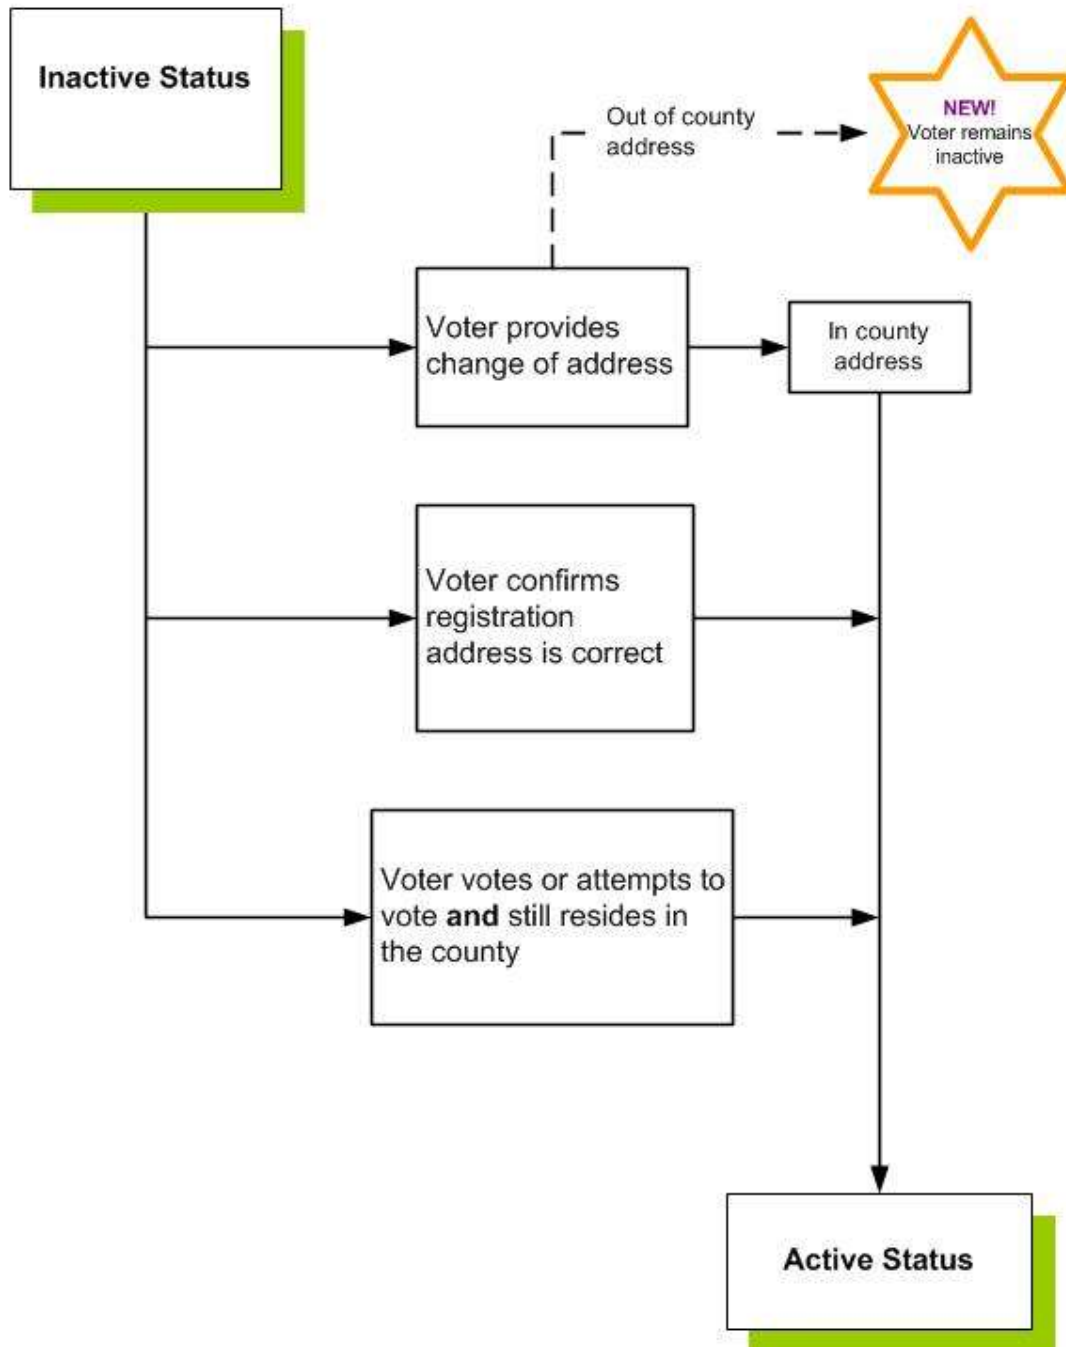 Inactive Status
Out of county
address
NEW!
Voter remains
inactive
Voter provides
change of address
In county
address
Voter confirms
registration
address is correct
Voter votes or attempts to
vote and still resides in
the county
Active Status